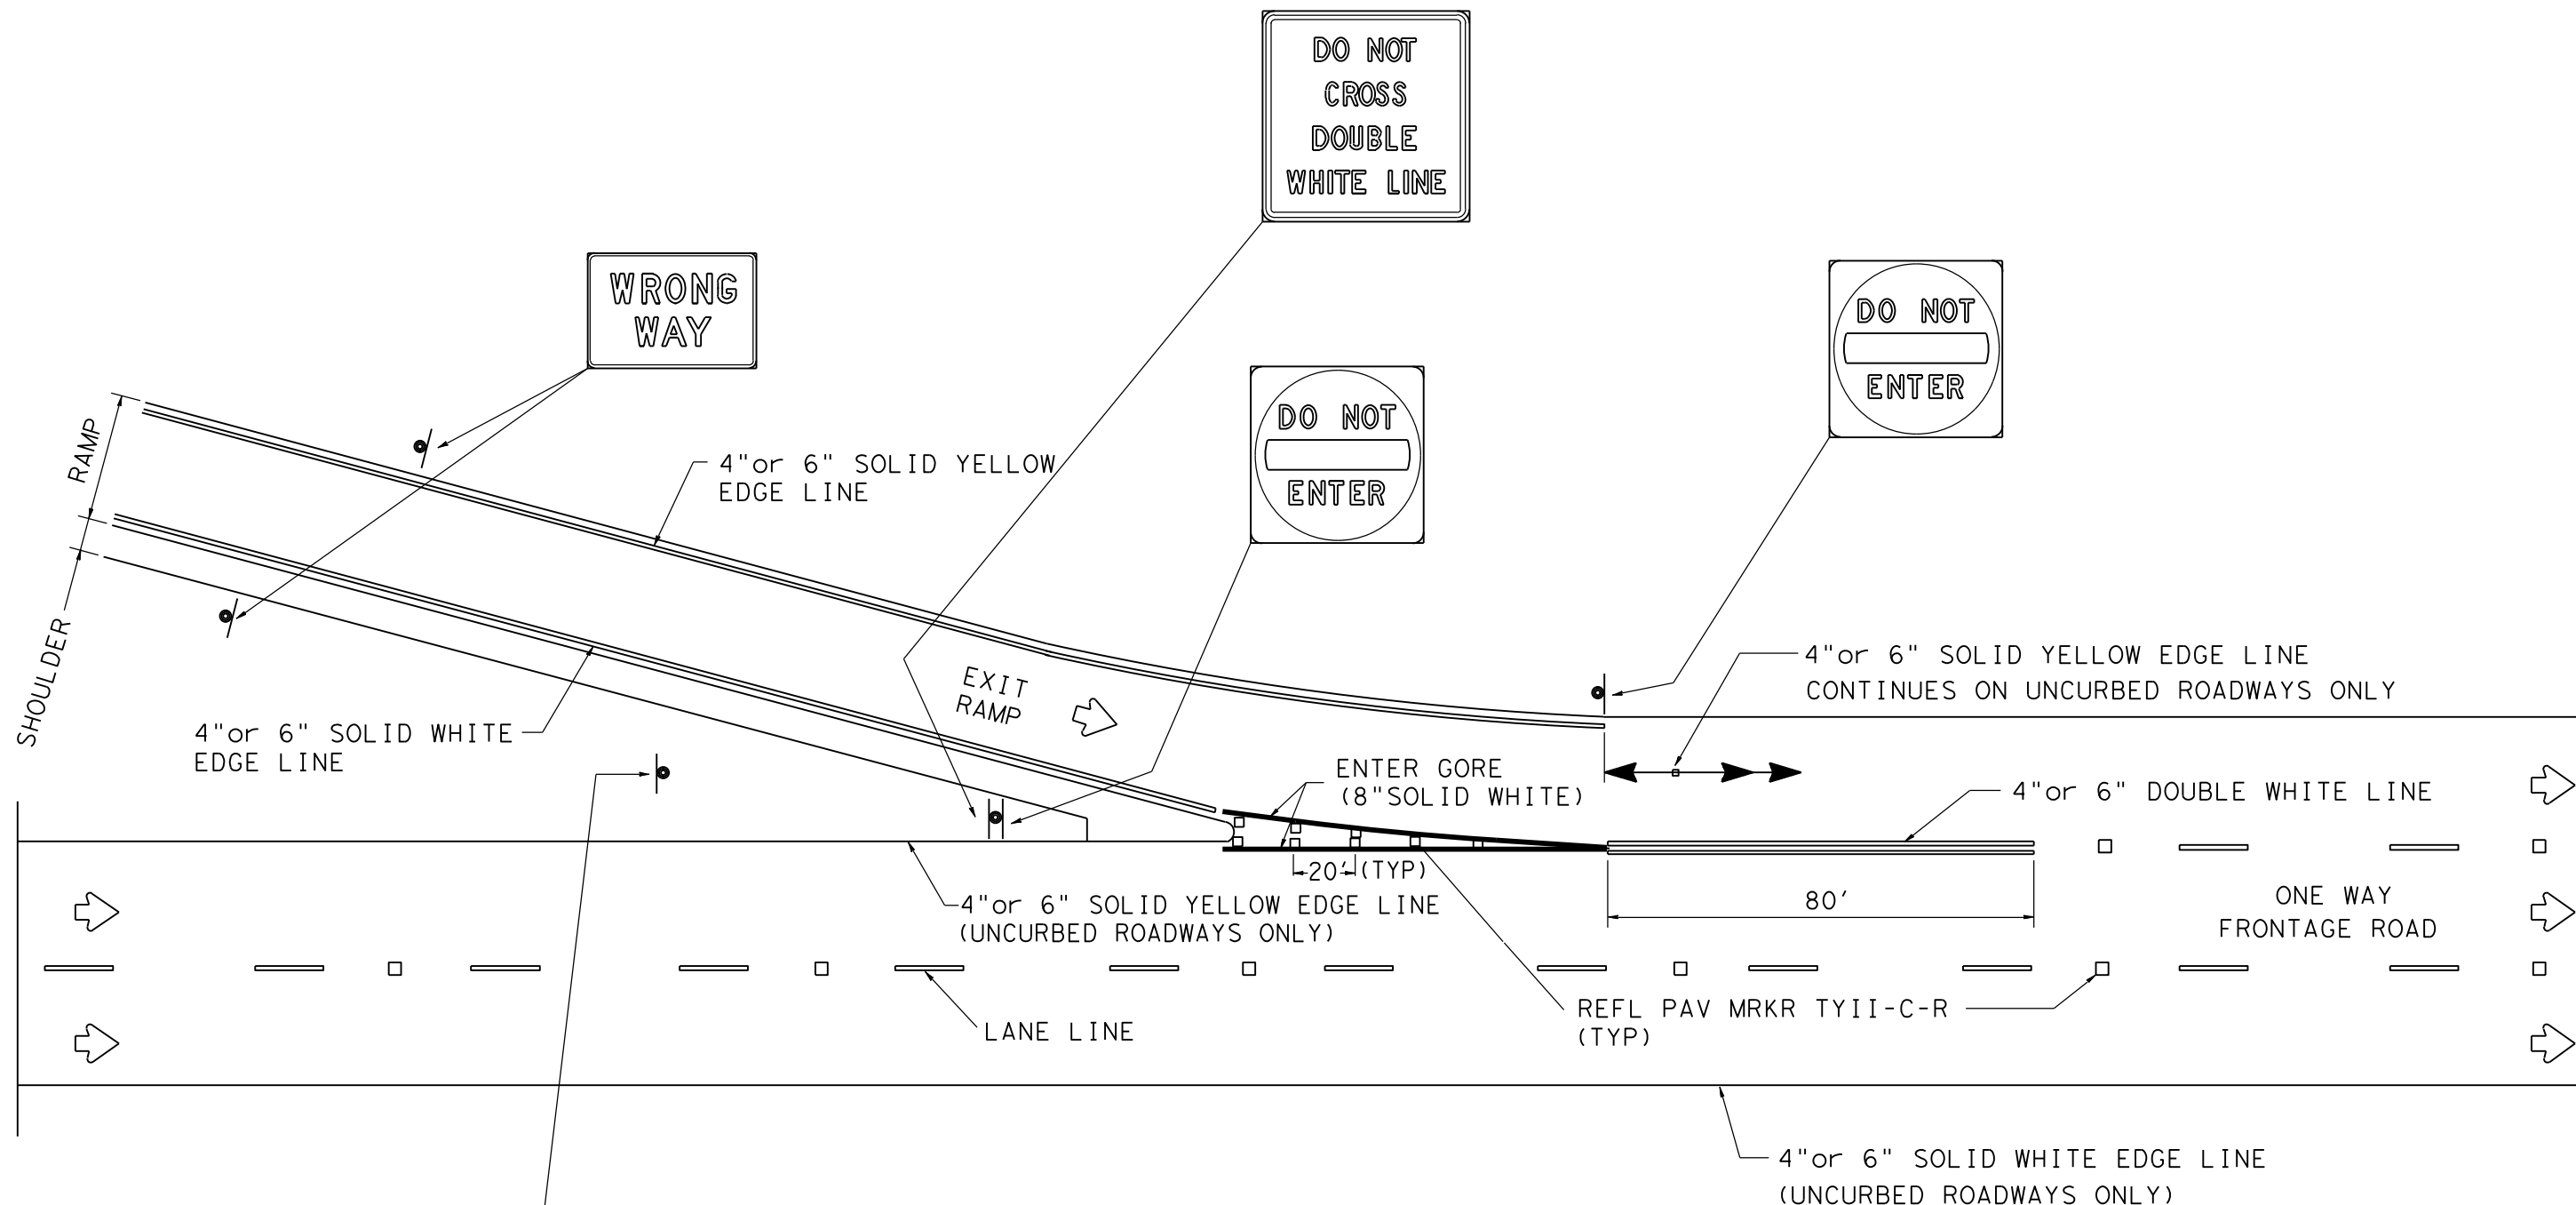 DO NOT
CROSS
DOUBLE
WHITE LINE
WRONG
WAY
DO NOT
ENTER
DO NOT
ENTER
RAMP
4"or 6" SOLID YELLOW
EDGE LINE
SHOULDER
4"or 6" SOLID YELLOW EDGE LINE
CONTINUES ON UNCURBED ROADWAYS ONLY
EXIT
RAMP
4"or 6" SOLID WHITE
EDGE LINE
ENTER GORE
(8"SOLID WHITE)
4"or 6" DOUBLE WHITE LINE
20' (TYP)
80'
4"or 6" SOLID YELLOW EDGE LINE
(UNCURBED ROADWAYS ONLY)
ONE WAY
FRONTAGE ROAD
REFL PAV MRKR TYII-C-R
(TYP)
LANE LINE
4"or 6" SOLID WHITE EDGE LINE
(UNCURBED ROADWAYS ONLY)